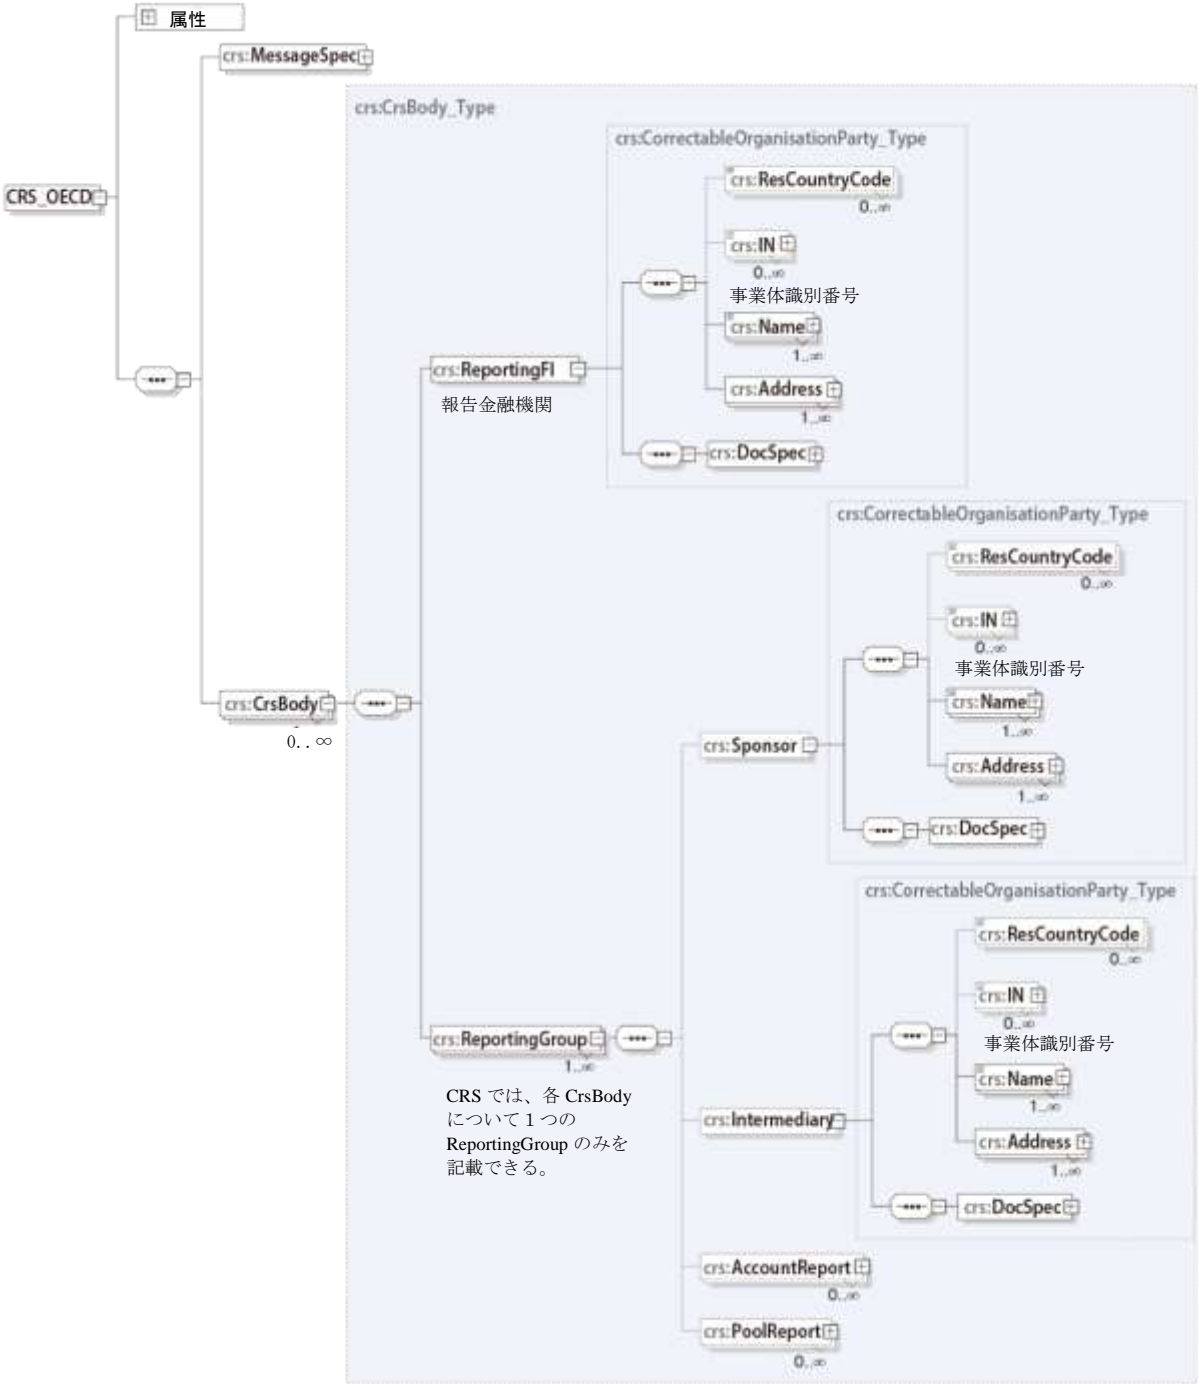 属性
crs:MessageSpec
crs:CrsBody_Type
crs:CorrectableOrganisationParty_Type
crs:ResCountryCode
0..∞
CRS_OECD
crs:IN
0..∞
事業体識別番号
crs:Name
1..∞
crs:ReportingFI
報告金融機関
crs:Address
1..∞
crs:DocSpec
crs:CorrectableOrganisationParty_Type
crs:ResCountryCode
0..∞
crs:IN
0..∞
事業体識別番号
crs:Name
1..∞
crs:CrsBody
0..∞
crs:Sponsor
crs:Address
1..∞
crs:DocSpec
crs:CorrectableOrganisationParty_Type
crs:ResCountryCode
0..∞
crs:IN
0..∞
事業体識別番号
crs:ReportingGroup
1..∞
CRS では、各 CrsBody
について１つの
ReportingGroup のみを
記載できる。
crs:Name
1..∞
crs:Intermediary
crs:Address
1..∞
crs:DocSpec
crs:AccountReport
0..∞
crs:PoolReport
0..∞